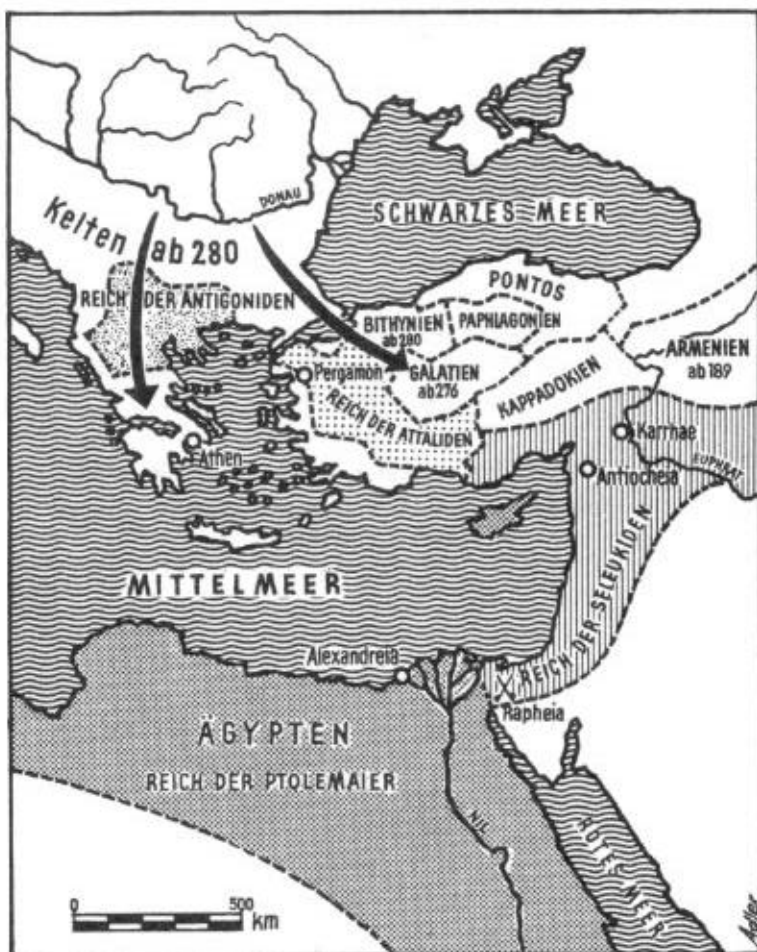 DONAU
SCHWARZES MEER
Kelten ab 280
REICH DER ANTIGONIDEN
PONTOS
BITHYNIEN
ab 280
PAPHLAGONIEN
ARMENIEN
ab 189
Pergamon
GALATIEN
ab 276
KAPPADOKIEN
REICH DER ATTALIDEN
Athen
Karrhae
EUPHRAT
Antiocheia
MITTELMEER
REICH DER SELEUKIDEN
Alexandreia
Rapheia
ÄGYPTEN
REICH DER PTOLEMAIER
NIL
ROTES MEER
0 500
km
Adler